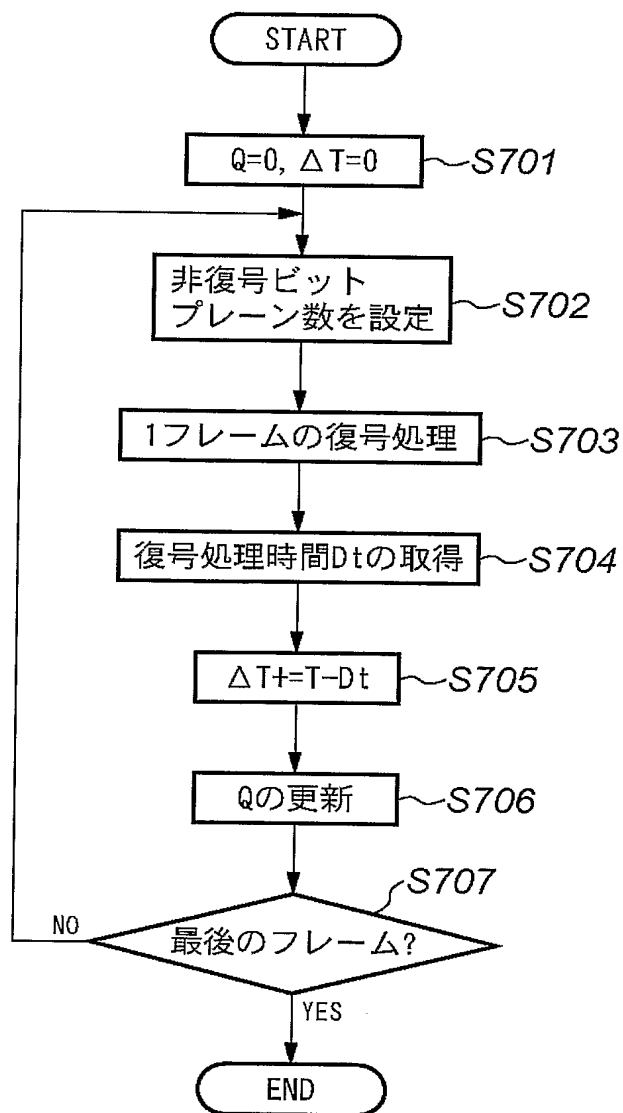 START
Q=0, ΔT=0
S701
非復号ビット
プレーン数を設定
S702
1フレームの復号処理
S703
復号処理時間Dtの取得
S704
ΔT+=T-Dt
S705
Qの更新
S706
S707
NO
最後のフレーム?
YES
END